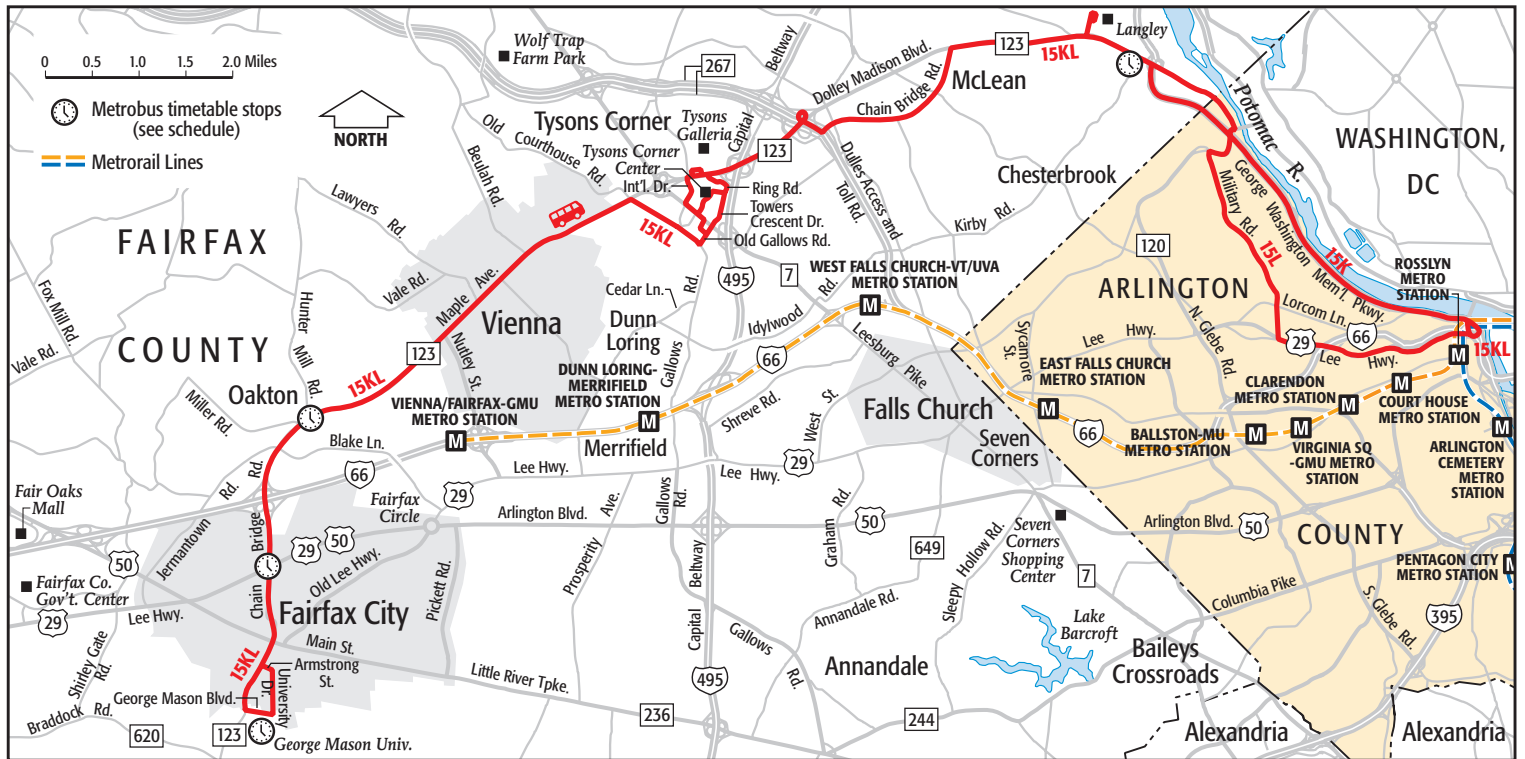 0 0.5 1.0 1.5 2.0 Miles
Metrobus timetable stops
(see schedule)
NORTH
Metrorail Lines
Wolf Trap
Farm Park
267
Beltway
Dolley Madison Blvd.
123
15KL
Langley
McLean
Chain Bridge Rd.
Potomac R.
WASHINGTON,
DC
Tysons Corner
Tysons
Galleria
Capital
123
Old
Courthouse Rd.
Tysons Corner
Center
Int'l. Dr.
Ring Rd.
Towers
Crescent Dr.
Old Gallows Rd.
Dulles Access and
Toll Rd.
Chesterbrook
Kirby Rd.
Beulah Rd.
Lawyers
Rd.
FAIRFAX
COUNTY
15KL
Vale Rd.
Maple Ave.
Vienna
123
Nutley St.
Hunter
Mill
Rd.
Fox Mill Rd.
Vale Rd.
15KL
Oakton
Miller Rd.
Cedar Ln.
Dunn
Loring
Gallows
Rd.
495
7
Idylwood
Rd.
WEST FALLS CHURCH-VT/UVA
METRO STATION
M
66
Leesburg
Pike
DUNN LORING-
MERRIFIELD
METRO STATION
M
Merrifield
VIENNA/FAIRFAX-GMU
METRO STATION
M
Shreve Rd.
West
St.
Falls Church
Seven
Corners
George Washington Mem'l. Pkwy.
Military Rd.
15L
15K
120
ARLINGTON
N. Glebe Rd.
Lorcom Ln.
66
29
Lee
Hwy.
15KL
ROSSLYN
METRO
STATION
M
Sycamore
St.
Lee
Hwy.
EAST FALLS CHURCH
METRO STATION
M
66
CLARENDON
METRO STATION
M
COURT HOUSE
METRO STATION
M
BALLSTON-MU
METRO STATION
M
VIRGINIA SQ
-GMU METRO
STATION
M
ARLINGTON
CEMETERY
METRO
STATION
M
Arlington Blvd.
50
COUNTY
PENTAGON CITY
METRO STATION
M
Columbia Pike
S. Glebe Rd.
395
Blake Ln.
66
Lee Hwy.
29
Lee Hwy.
29
Fair Oaks
Mall
Jermantown
Rd.
Rd.
Bridge
Chain
Fairfax
Circle
29
50
Old Lee Hwy.
Arlington Blvd.
Pickett Rd.
Prosperity
Ave.
Gallows
Rd.
Beltway
Capital
Graham
Rd.
50
649
Sleepy Hollow Rd.
Seven
Corners
Shopping
Center
7
50
Fairfax Co.
Gov't. Center
29
Lee Hwy.
Fairfax City
Main St.
15KL
Armstrong
St.
University
Dr.
George Mason Blvd.
Shirley Gate
Rd.
Braddock Rd.
620
123
George Mason Univ.
Little River Tpke.
236
495
Gallows
Rd.
Annandale Rd.
Annandale
244
Lake
Barcroft
Baileys
Crossroads
Alexandria
Alexandria